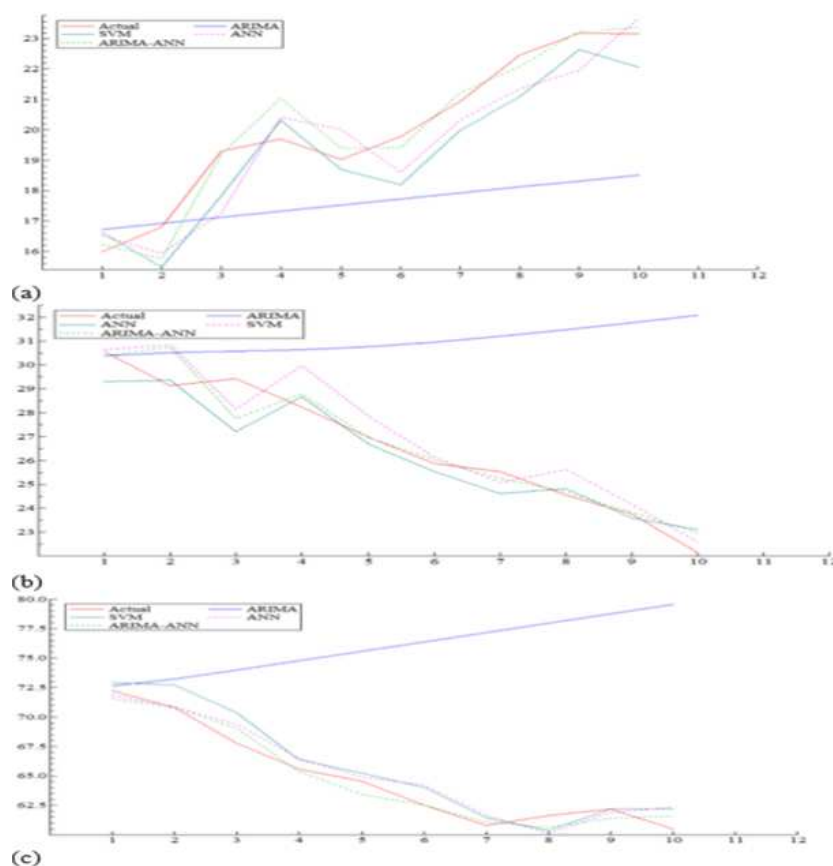 Actual ARIMA
SVM ANN
ARIMA-ANN
23
22
21
20
19
18
17
16
1 2 3 4 5 6 7 8 9 10 11 12
(a)
Actual ARIMA
ANN SVM
ARIMA-ANN
32
31
30
29
28
27
26
25
24
23
1 2 3 4 5 6 7 8 9 10 11 12
(b)
Actual ARIMA
SVM ANN
ARIMA-ANN
80.0
77.5
75.0
72.5
70.0
67.5
65.0
62.5
1 2 3 4 5 6 7 8 9 10 11 12
(c)